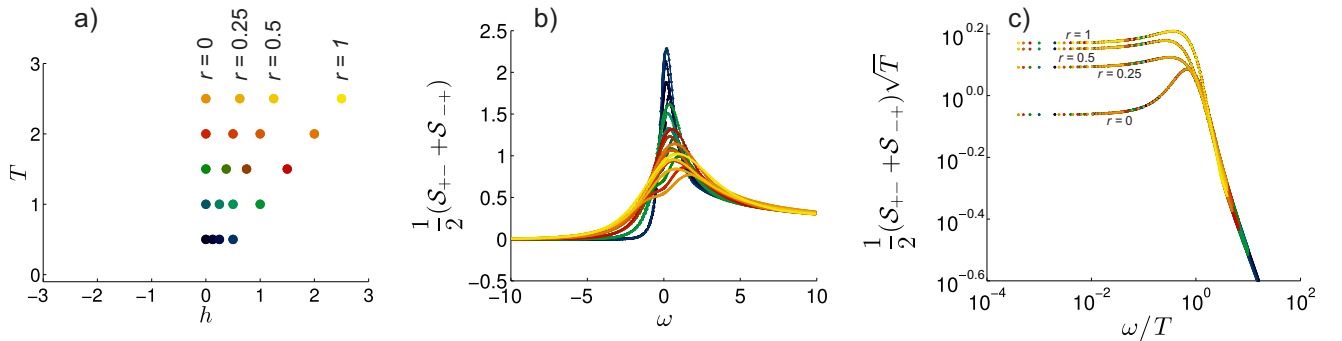 a)
r = 0
r = 0.25
r = 0.5
r = 1
3
2
1
0
T
−3 −2 −1 0 1 2 3
h
b)
2.5
2
1.5
1
0.5
0
−0.5
1/2(𝒮+− + 𝒮−+)
−10 −5 0 5 10
ω
c)
10^0.2
10^0.0
10^−0.2
10^−0.4
10^−0.6
1/2(𝒮+− + 𝒮−+)√T
r = 1
r = 0.5
r = 0.25
r = 0
10^−4 10^−2 10^0 10^2
ω/T